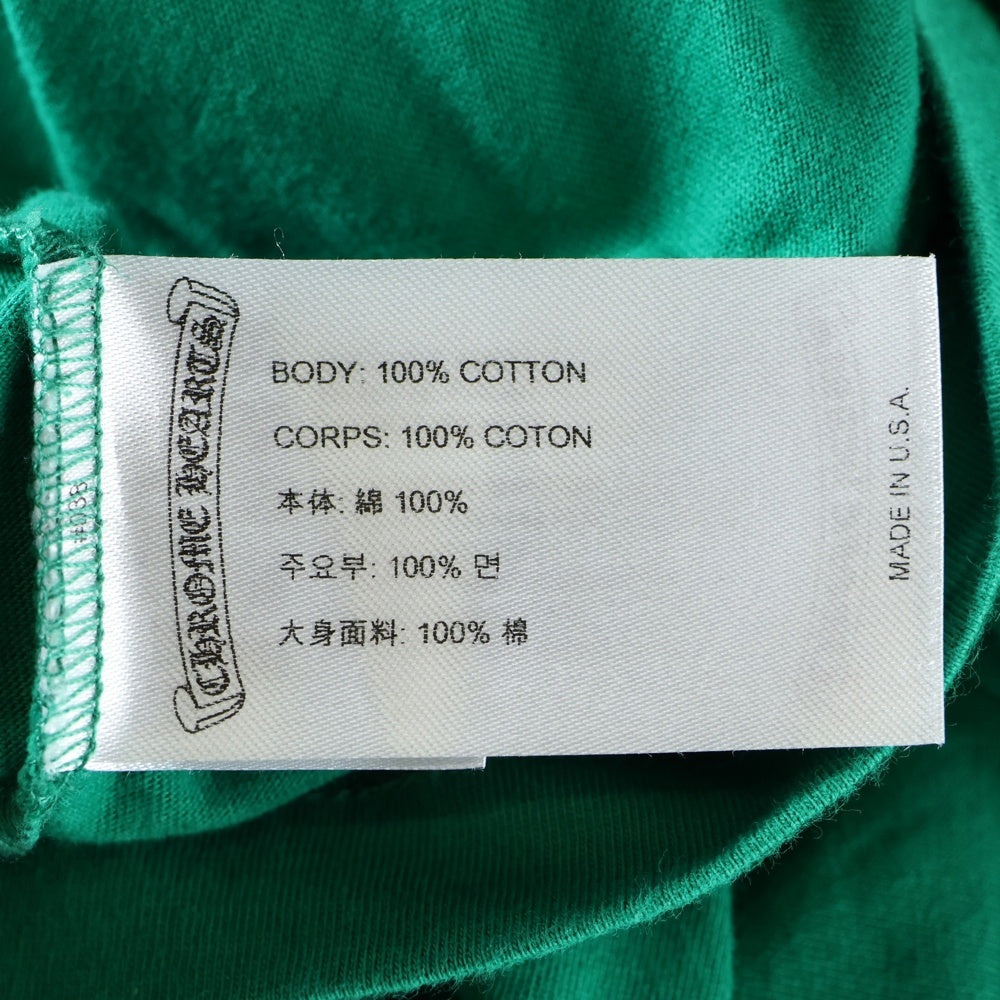 CHROME HEARTS
BODY: 100% COTTON
CORPS: 100% COTON
本体: 綿 100%
주요부: 100% 면
大身面料: 100% 棉
MADE IN U.S.A.